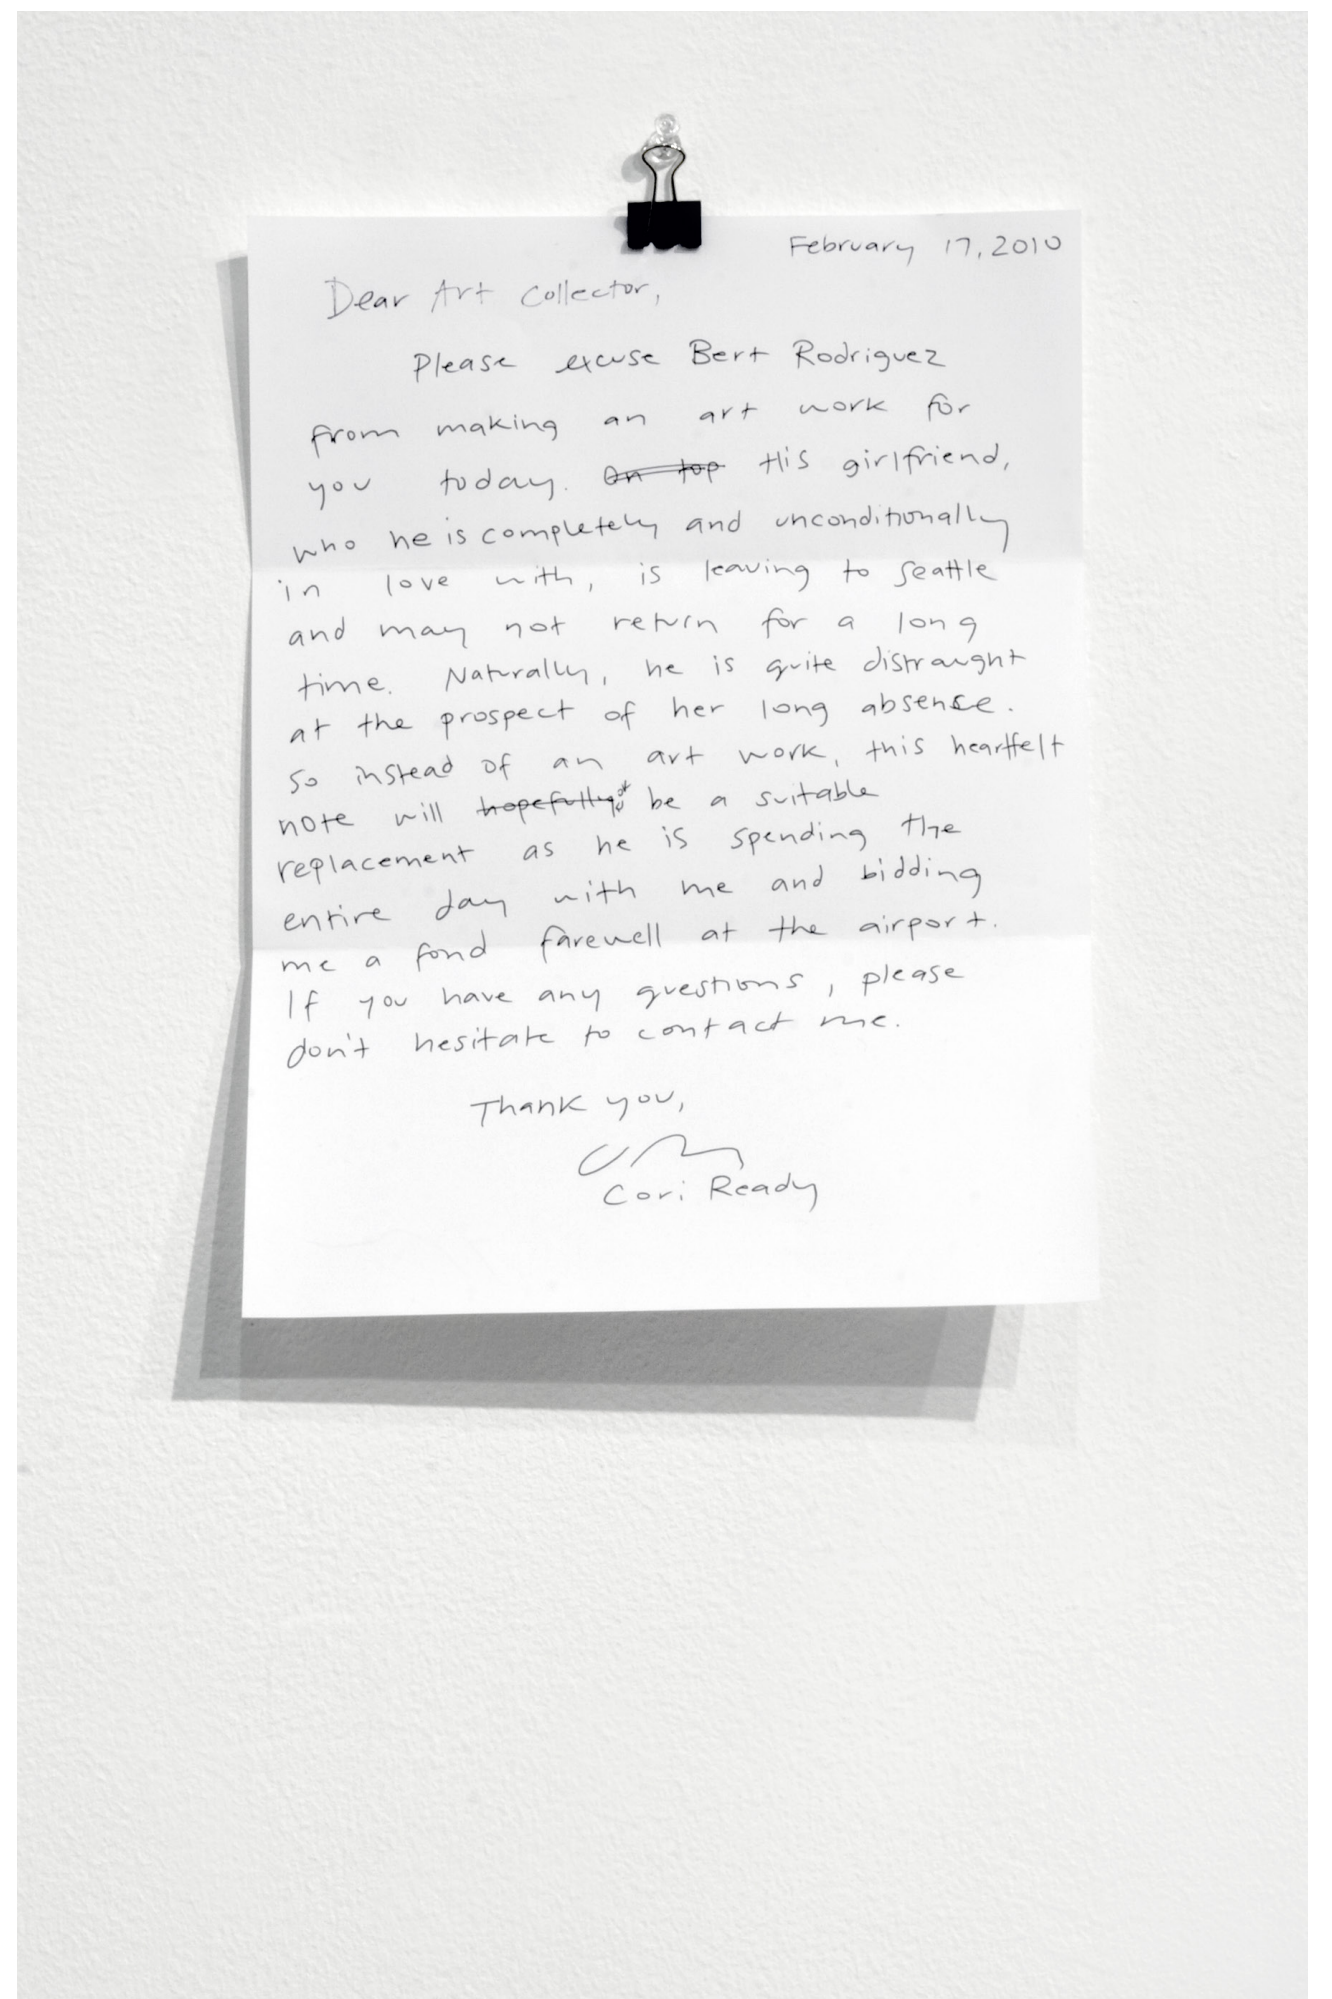 February 17, 2010
Dear Art Collector,
Please excuse Bert Rodriguez
from making an art work for
you today. On top His girlfriend,
who he is completely and unconditionally
in love with, is leaving to Seattle
and may not return for a long
time. Naturally, he is quite distraught
at the prospect of her long absence.
So instead of an art work, this heartfelt
note will hopefully be a suitable
replacement as he is spending the
entire day with me and bidding
me a fond farewell at the airport.
If you have any questions, please
don't hesitate to contact me.
Thank you,
Cori Ready